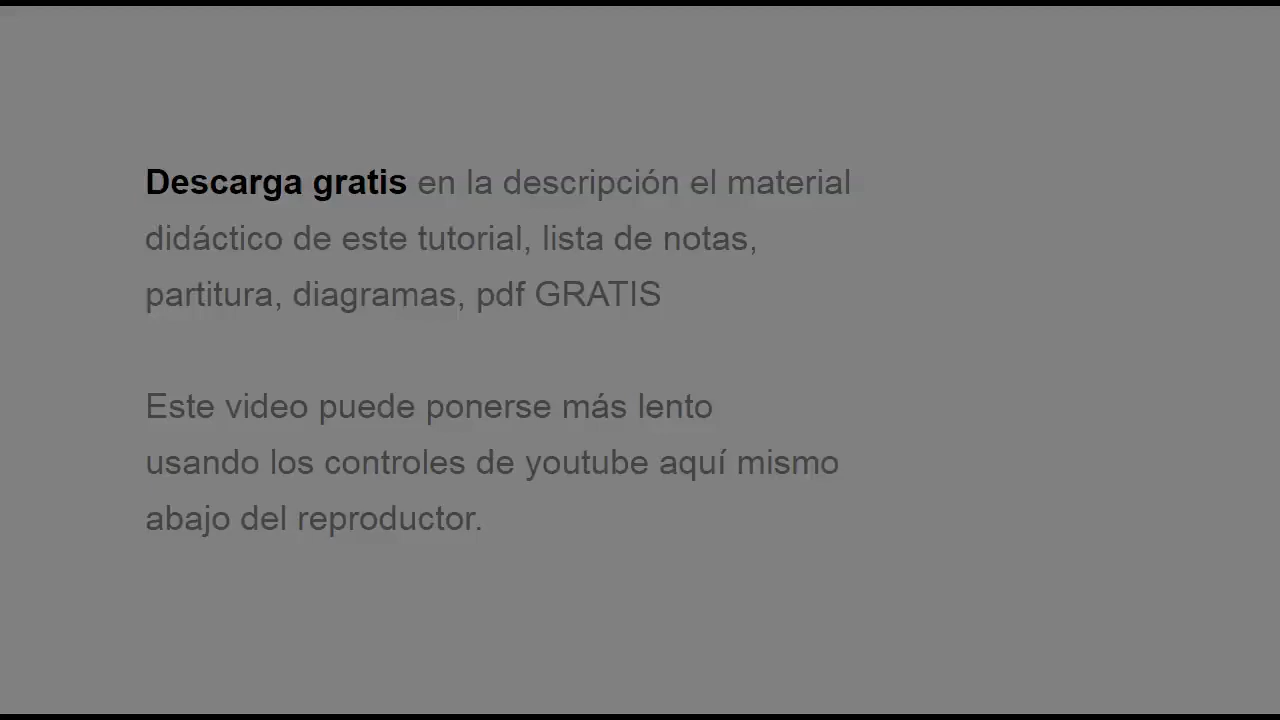 Descarga gratis en la descripción el material
didáctico de este tutorial, lista de notas,
partitura, diagramas, pdf GRATIS
Este video puede ponerse más lento
usando los controles de youtube aquí mismo
abajo del reproductor.